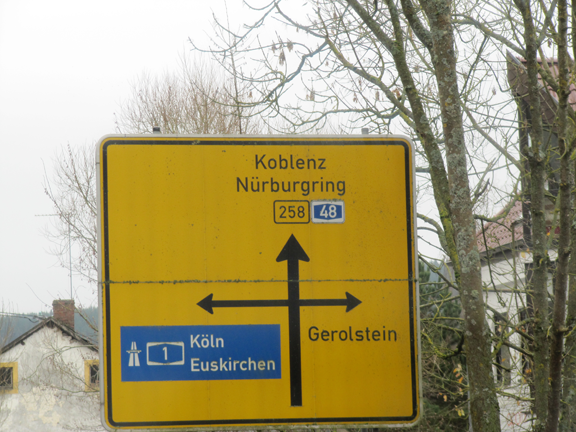 Koblenz
Nürburgring
258 48
Gerolstein
1 Köln
Euskirchen